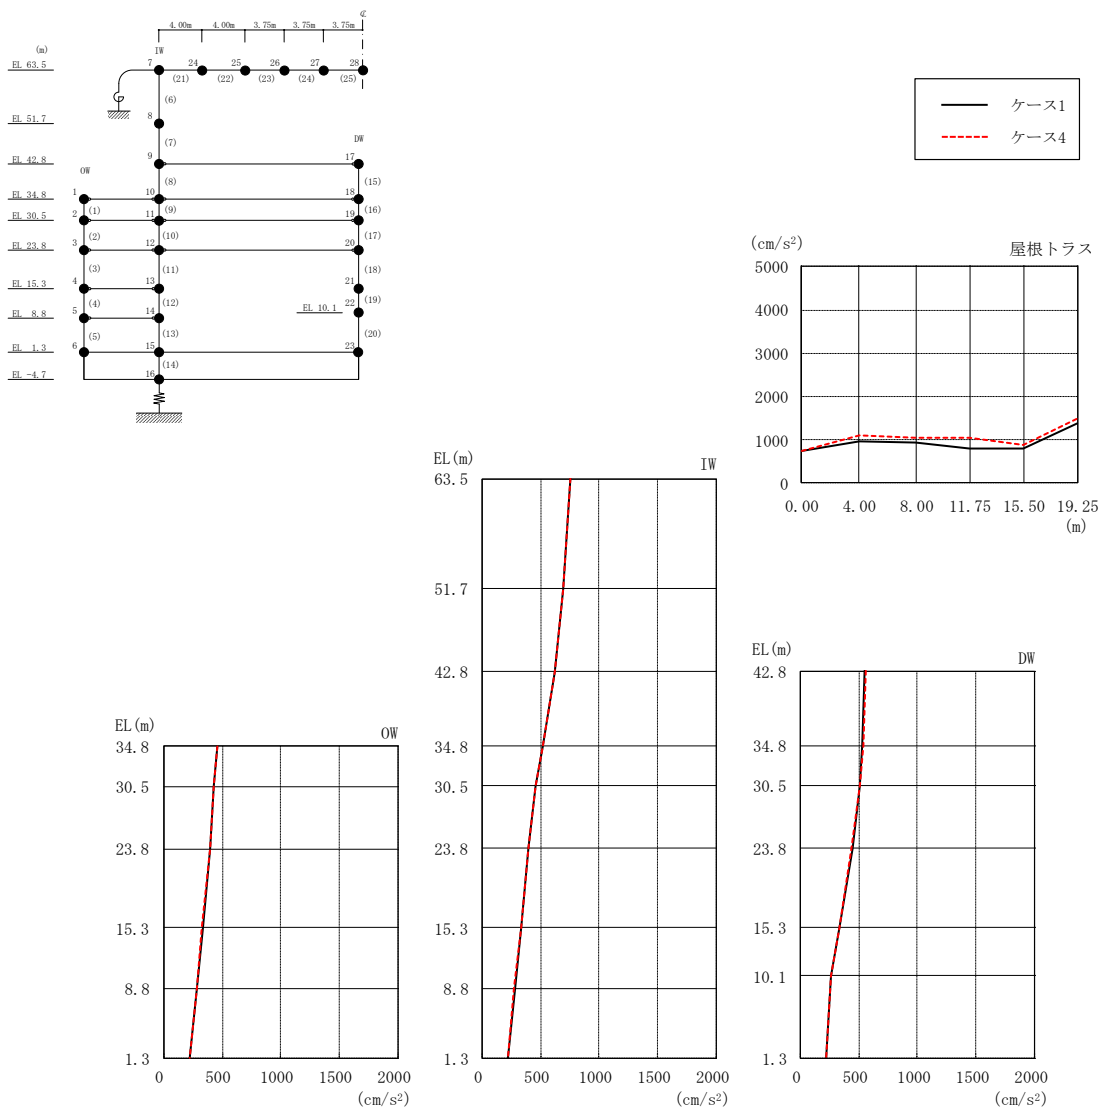 ℄
4.00m 4.00m 3.75m 3.75m 3.75m
(m)
IW
EL 63.5
7 24 25 26 27 28
(21) (22) (23) (24) (25)
(6)
EL 51.7
8
(7)
DW
EL 42.8
9 17
OW
(8) (15)
EL 34.8
1 10 18
(1) (9) (16)
EL 30.5
2 11 19
(2) (10) (17)
EL 23.8
3 12 20
(3) (11) (18)
EL 15.3
4 13 21
(4) (12) (19)
EL 10.1 22
EL 8.8
5 14
(5) (13) (20)
EL 1.3
6 15 23
(14)
EL -4.7
16
ケース1
ケース4
(cm/s²)
屋根トラス
5000
4000
3000
2000
1000
0
0.00 4.00 8.00 11.75 15.50 19.25
(m)
EL(m)
OW
34.8
30.5
23.8
15.3
8.8
1.3
0 500 1000 1500 2000
(cm/s²)
EL(m)
IW
63.5
51.7
42.8
34.8
30.5
23.8
15.3
8.8
1.3
0 500 1000 1500 2000
(cm/s²)
EL(m)
DW
42.8
34.8
30.5
23.8
15.3
10.1
1.3
0 500 1000 1500 2000
(cm/s²)